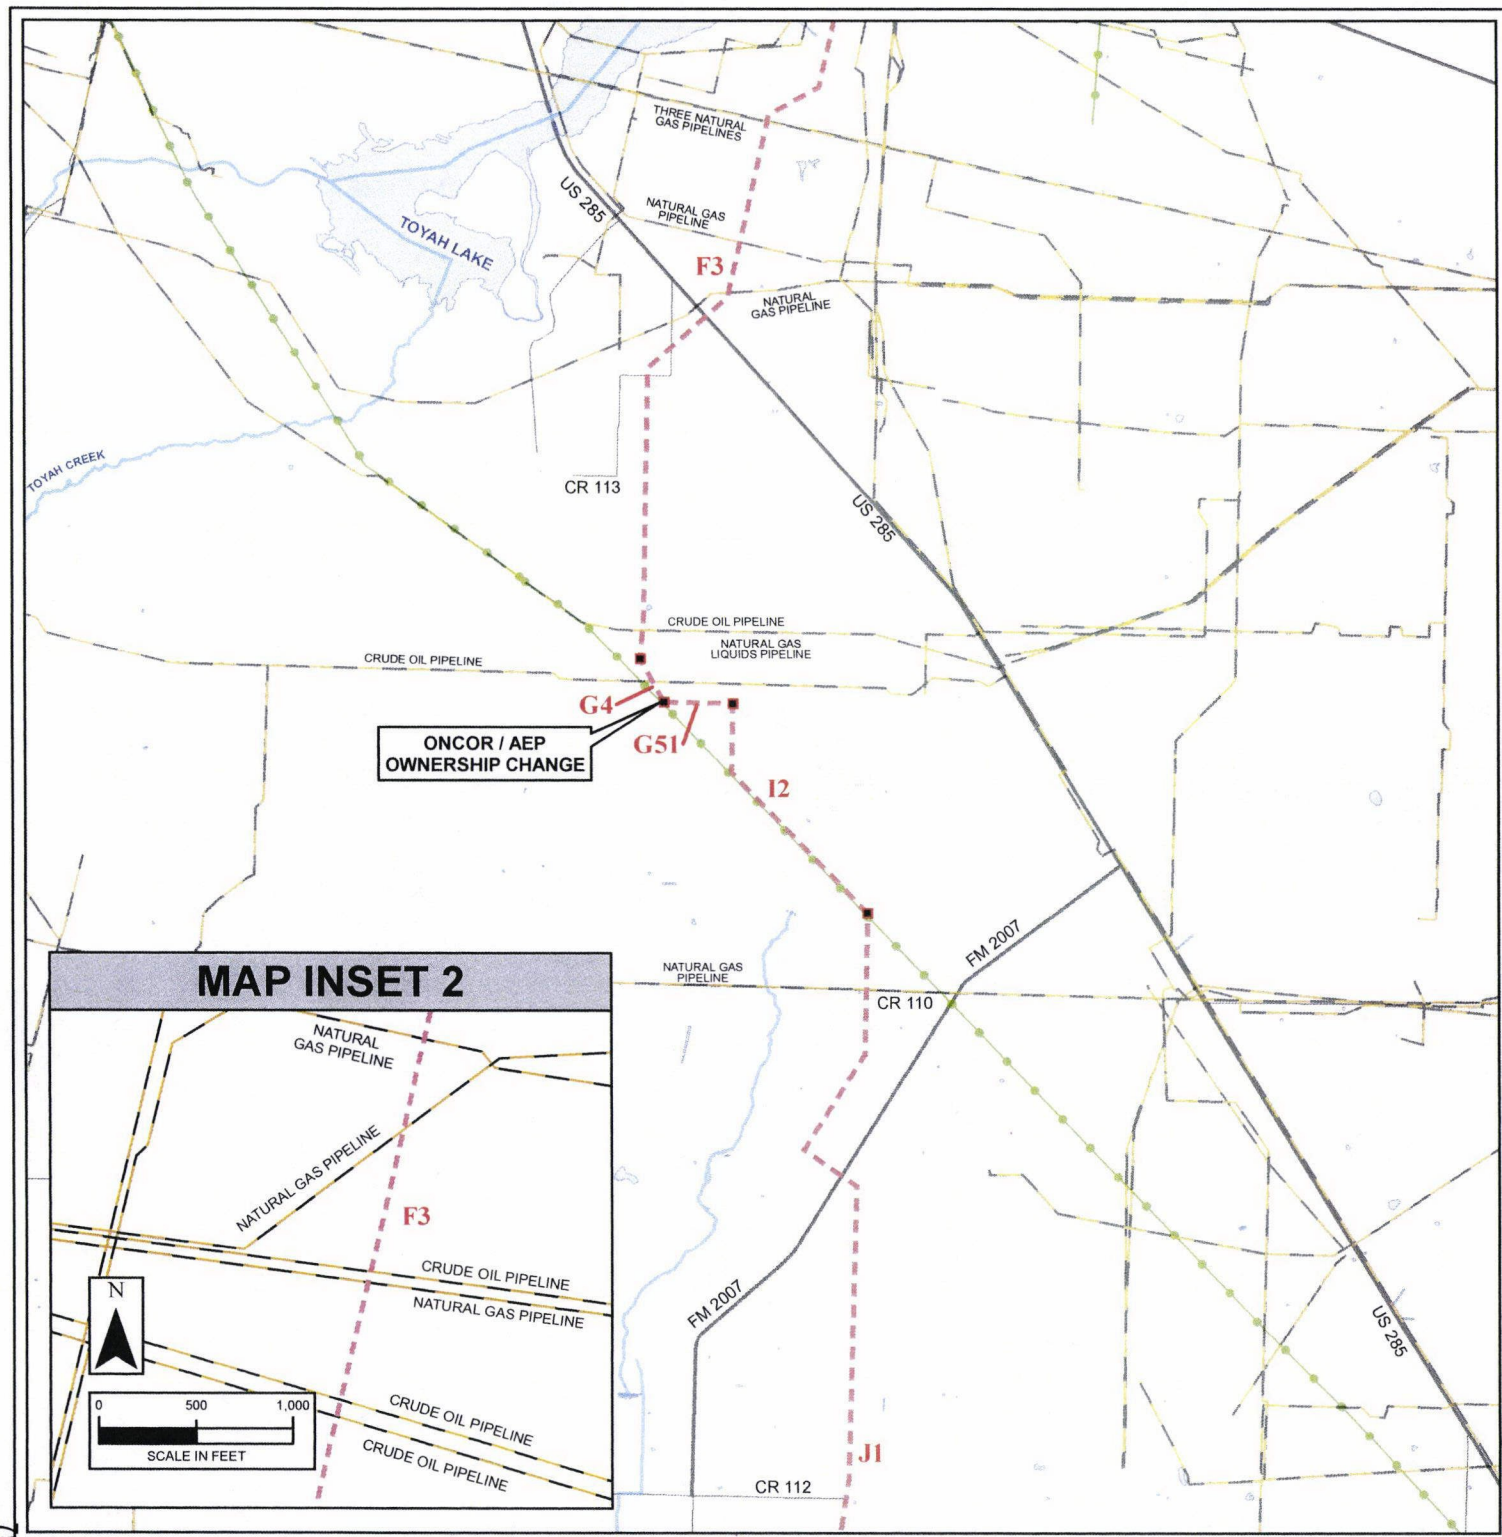 THREE NATURAL
GAS PIPELINES
US 285
NATURAL GAS
PIPELINE
TOYAH LAKE
F3
NATURAL
GAS PIPELINE
TOYAH CREEK
CR 113
US 285
CRUDE OIL PIPELINE
NATURAL GAS
LIQUIDS PIPELINE
CRUDE OIL PIPELINE
G4
G51
ONCOR / AEP
OWNERSHIP CHANGE
I2
FM 2007
NATURAL GAS
PIPELINE
CR 110
MAP INSET 2
NATURAL
GAS PIPELINE
NATURAL GAS PIPELINE
F3
CRUDE OIL PIPELINE
NATURAL GAS PIPELINE
N
CRUDE OIL PIPELINE
CRUDE OIL PIPELINE
0 500 1,000
SCALE IN FEET
FM 2007
US 285
J1
CR 112